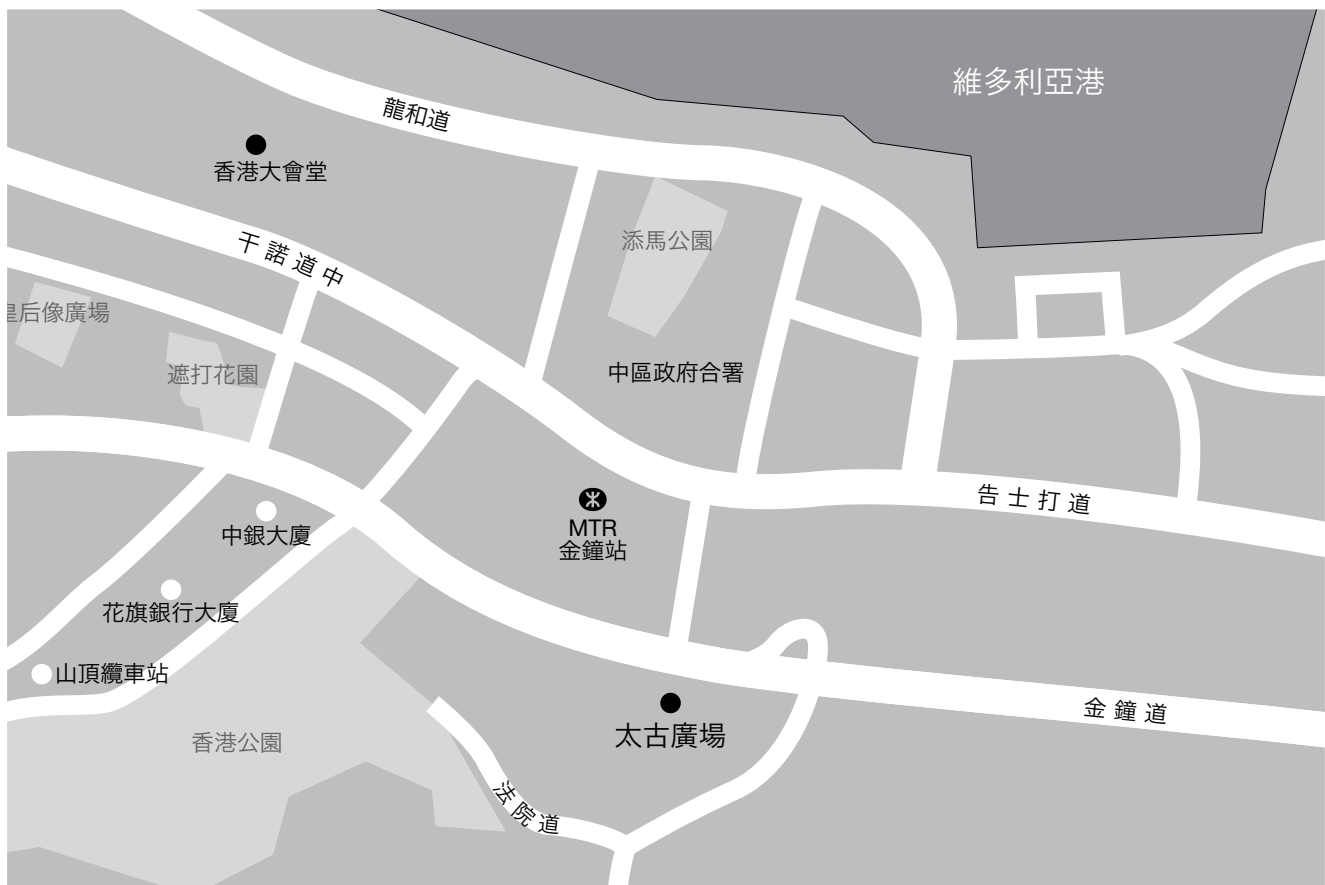 維多利亞港
龍和道
香港大會堂
添馬公園
干諾道中
皇后像廣場
遮打花園
中區政府合署
告士打道
MTR
金鐘站
中銀大廈
花旗銀行大廈
山頂纜車站
金鐘道
太古廣場
香港公園
法院道